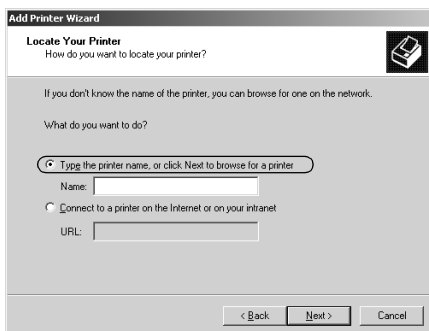 Add Printer Wizard
Locate Your Printer
How do you want to locate your printer?
If you don't know the name of the printer, you can browse for one on the network.
What do you want to do?
Type the printer name, or click Next to browse for a printer
Name:
Connect to a printer on the Internet or on your intranet
URL:
< Back
Next >
Cancel